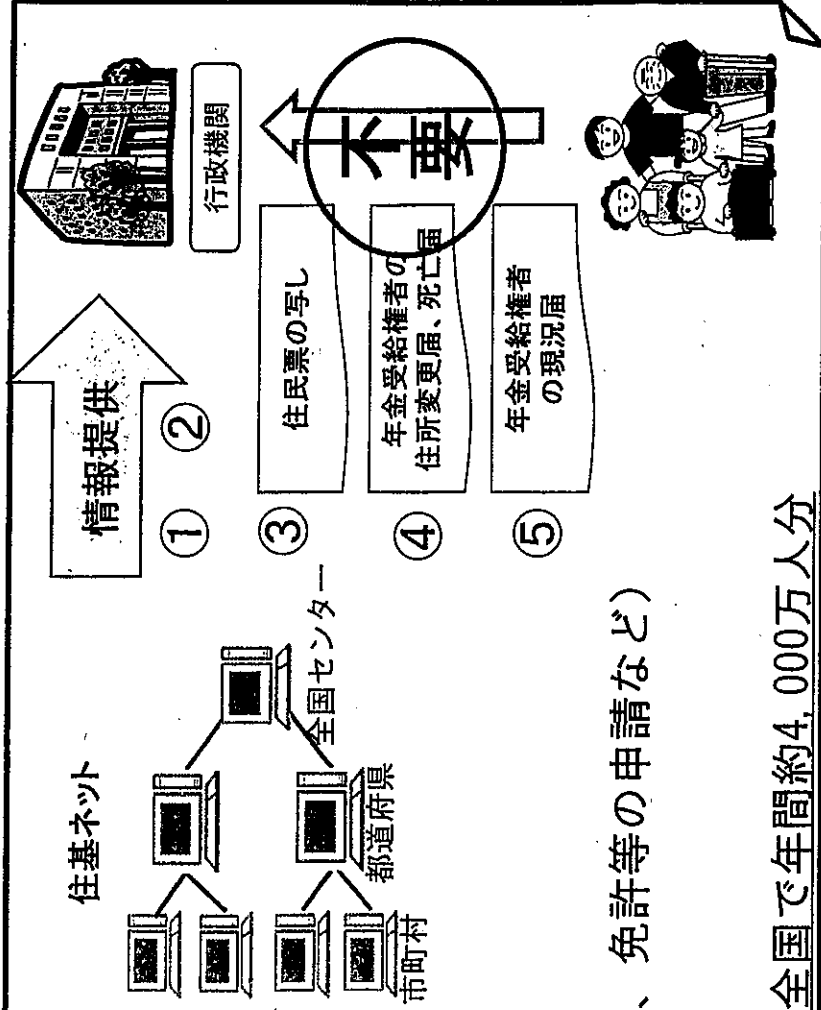 住基ネット
市町村
都道府県
全国センター
情報提供
① ②
行政機関
③ 住民票の写し
④ 年金受給権者の
住所変更届、死亡届
⑤ 年金受給権者
の現況届
不要
、免許等の申請など)
全国で年間約4,000万人分